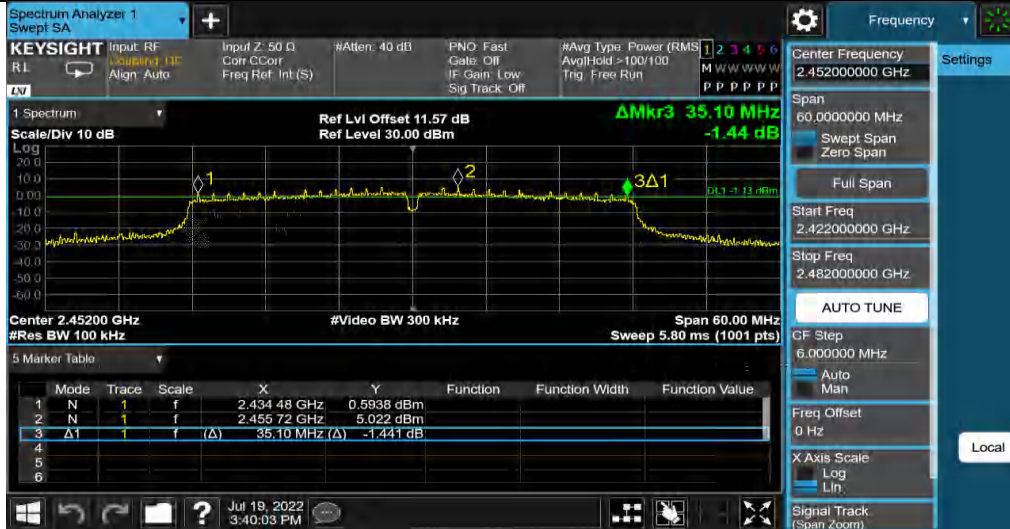 Spectrum Analyzer 1
Swept SA
+
Frequency
KEYSIGHT
RL
LXI
Input: RF
Coupling: DC
Align: Auto
Input Z: 50 Ω
Corr CCorr
Freq Ref: Int (S)
#Atten: 40 dB
PNO: Fast
Gate: Off
IF Gain: Low
Sig Track: Off
#Avg Type: Power (RMS
Avg|Hold >100/100
Trig: Free Run
1 2 3 4 5 6
M W W W W W
P P P P P P
1 Spectrum
Scale/Div 10 dB
Ref Lvl Offset 11.57 dB
Ref Level 30.00 dBm
ΔMkr3 35.10 MHz
-1.44 dB
Log
20.0
10.0
0.00
-10.0
-20.0
-30.0
-40.0
-50.0
-60.0
1
2
3Δ1
DL1 -1.13 dBm
Center 2.45200 GHz
#Video BW 300 kHz
Span 60.00 MHz
#Res BW 100 kHz
Sweep 5.80 ms (1001 pts)
5 Marker Table
Mode Trace Scale X Y Function Function Width Function Value
1 N 1 f 2.434 48 GHz 0.5938 dBm
2 N 1 f 2.455 72 GHz 5.022 dBm
3 Δ1 1 f (Δ) 35.10 MHz (Δ) -1.441 dB
4
5
6
?
Jul 19, 2022
3:40:03 PM
Center Frequency
2.452000000 GHz
Span
60.0000000 MHz
Swept Span
Zero Span
Full Span
Start Freq
2.422000000 GHz
Stop Freq
2.482000000 GHz
AUTO TUNE
CF Step
6.000000 MHz
Auto
Man
Freq Offset
0 Hz
X Axis Scale
Log
Lin
Signal Track
(Span Zoom)
Settings
Local